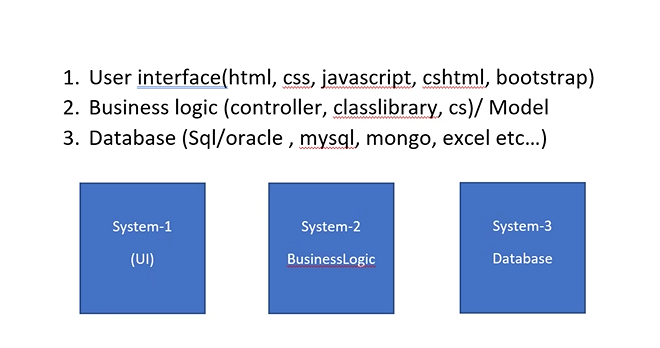 1. User interface(html, css, javascript, cshtml, bootstrap)
2. Business logic (controller, classlibrary, cs)/ Model
3. Database (Sql/oracle , mysql, mongo, excel etc...)
System-1
(UI)
System-2
BusinessLogic
System-3
Database